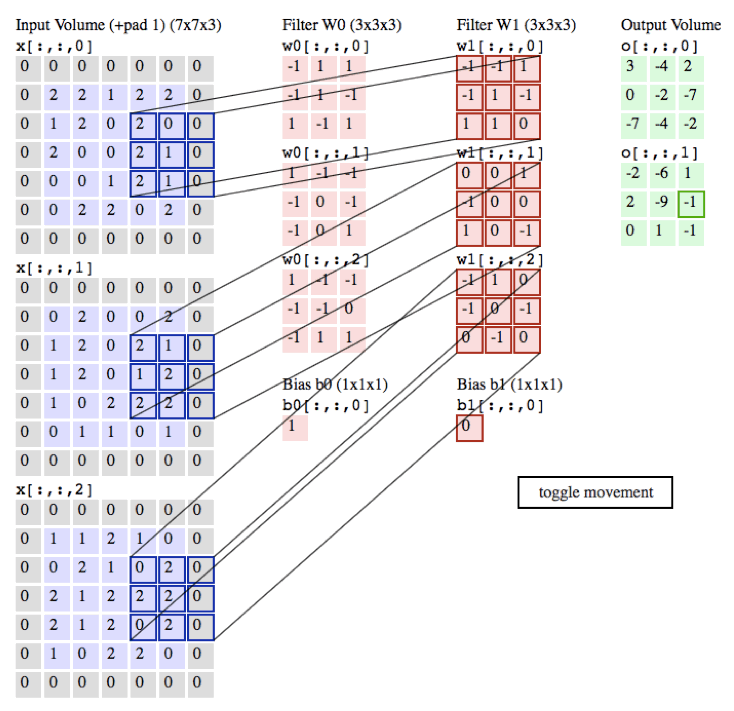 Input Volume (+pad 1) (7x7x3)
x[:,:,0]
0 0 0 0 0 0 0
0 2 2 1 2 2 0
0 1 2 0 2 0 0
0 2 0 0 2 1 0
0 0 0 1 2 1 0
0 0 2 2 0 2 0
0 0 0 0 0 0 0
x[:,:,1]
0 0 0 0 0 0 0
0 0 2 0 0 2 0
0 1 2 0 2 1 0
0 1 2 0 1 2 0
0 1 0 2 2 2 0
0 0 1 1 0 1 0
0 0 0 0 0 0 0
x[:,:,2]
0 0 0 0 0 0 0
0 1 1 2 1 0 0
0 0 2 1 0 2 0
0 2 1 2 2 2 0
0 2 1 2 0 2 0
0 1 0 2 2 0 0
0 0 0 0 0 0 0
Filter W0 (3x3x3)
w0[:,:,0]
-1 1 1
-1 1 -1
1 -1 1
w0[:,:,1]
1 -1 -1
-1 0 -1
-1 0 1
w0[:,:,2]
1 -1 -1
-1 -1 0
-1 1 1
Bias b0 (1x1x1)
b0[:,:,0]
1
Filter W1 (3x3x3)
w1[:,:,0]
-1 -1 1
-1 1 -1
1 1 0
w1[:,:,1]
0 0 1
-1 0 0
1 0 -1
w1[:,:,2]
-1 1 0
-1 0 -1
0 -1 0
Bias b1 (1x1x1)
b1[:,:,0]
0
Output Volume
o[:,:,0]
3 -4 2
0 -2 -7
-7 -4 -2
o[:,:,1]
-2 -6 1
2 -9 -1
0 1 -1
toggle movement